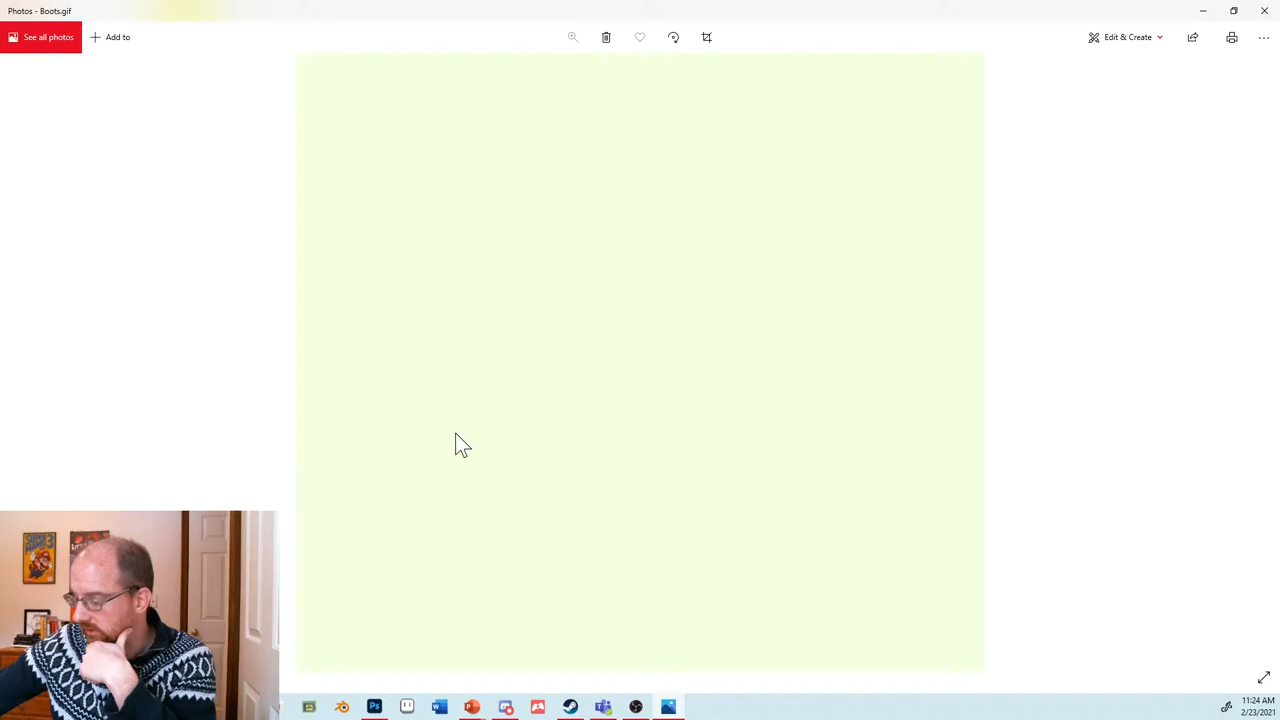 Photos - Boots.gif
See all photos
Add to
Edit & Create
11:24 AM
2/23/2021